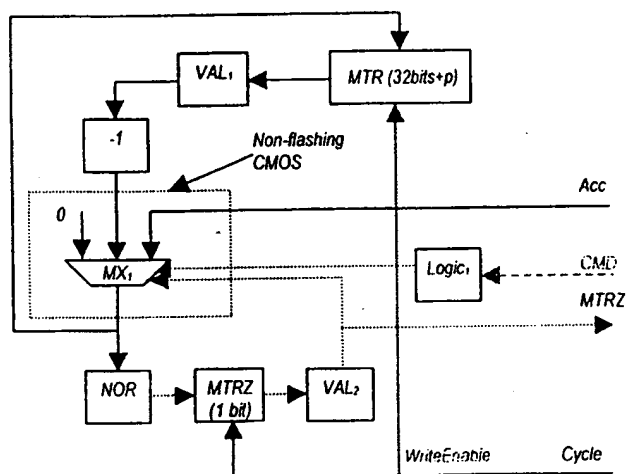 VAL₁
MTR (32bits+p)
-1
Non-flashing
CMOS
Acc
0
MX₁
Logic₁
CMD
MTRZ
NOR
MTRZ
(1 bit)
VAL₂
WriteEnable
Cycle